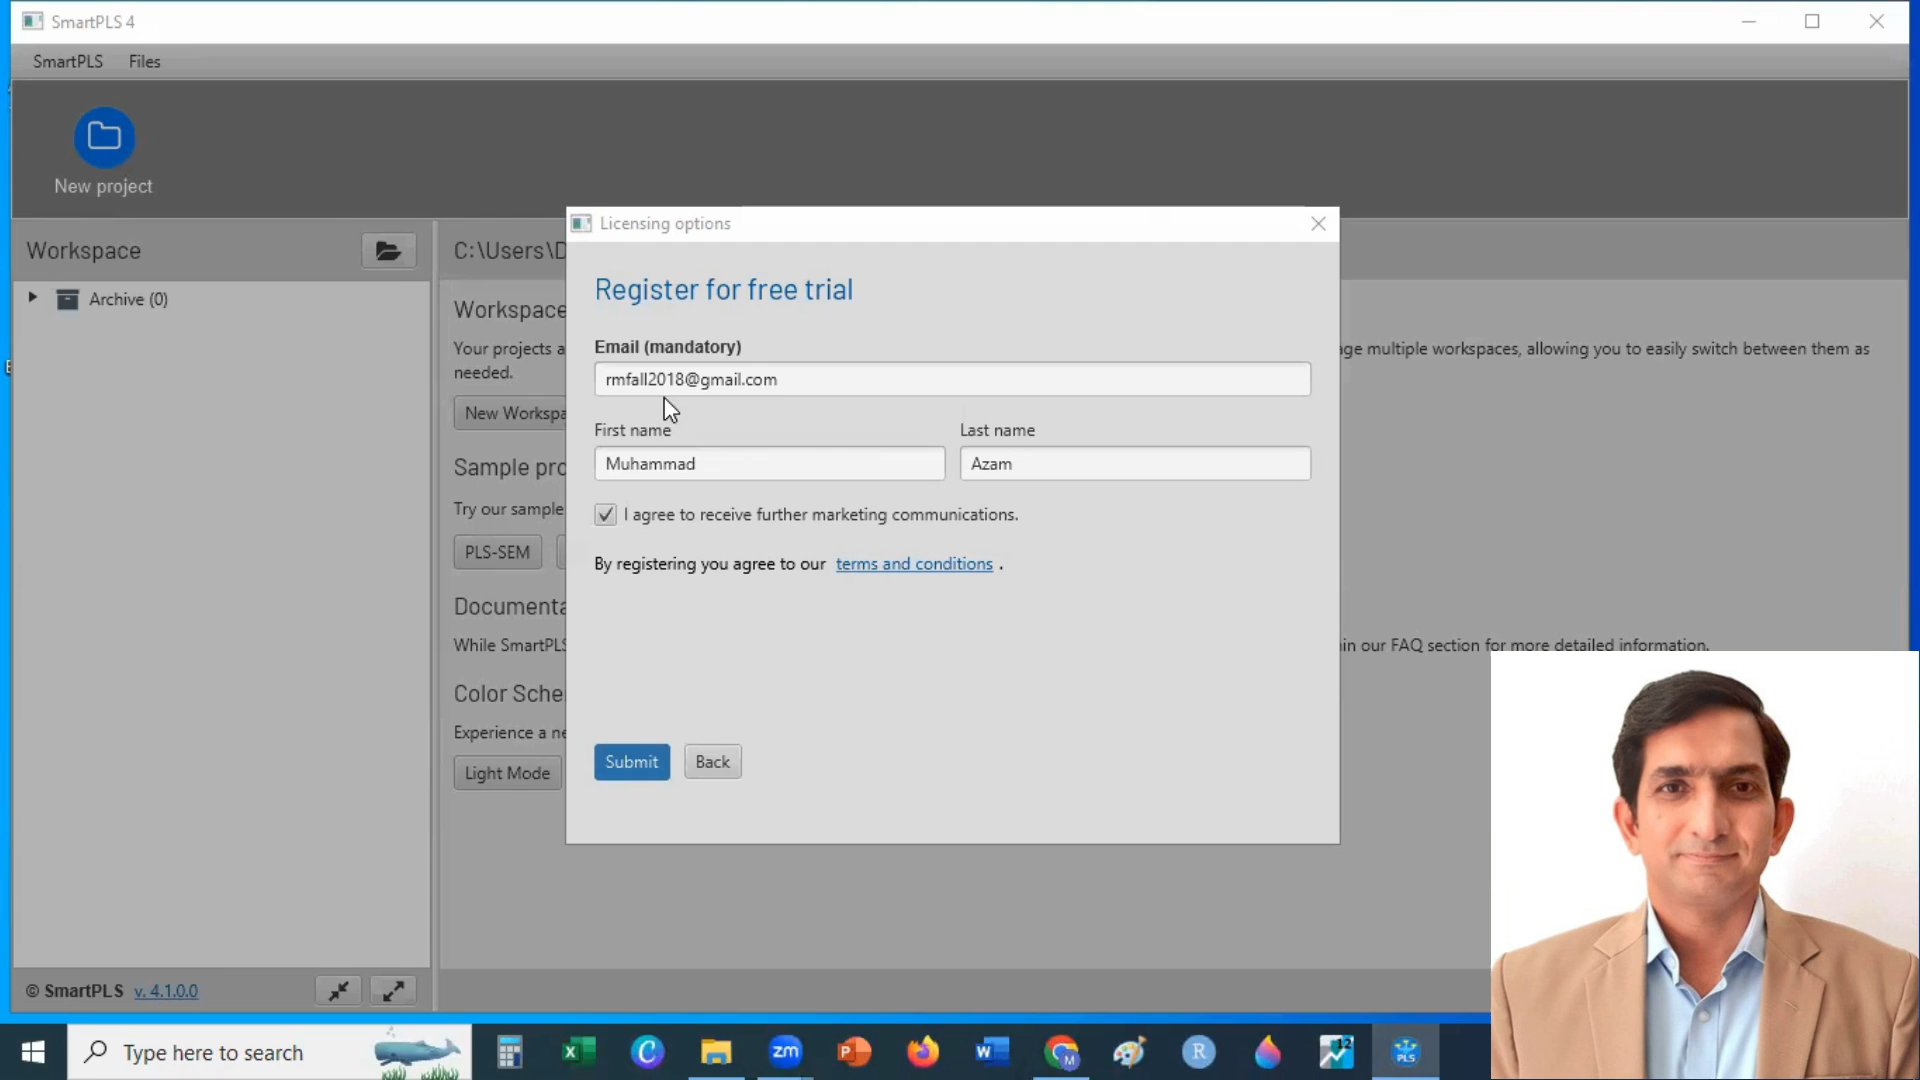 SmartPLS 4
SmartPLS Files
New project
Workspace
Archive (0)
C:\Users\D
Workspace
Your projects a
age multiple workspaces, allowing you to easily switch between them as
needed.
New Workspa
Sample pro
Try our sample
PLS-SEM
Documenta
While SmartPLS
in our FAQ section for more detailed information.
Color Sche
Experience a ne
Light Mode
Licensing options
Register for free trial
Email (mandatory)
rmfall2018@gmail.com
First name Last name
Muhammad Azam
I agree to receive further marketing communications.
By registering you agree to our terms and conditions .
Submit Back
© SmartPLS v. 4.1.0.0
Type here to search
zm
M
R
12
PLS